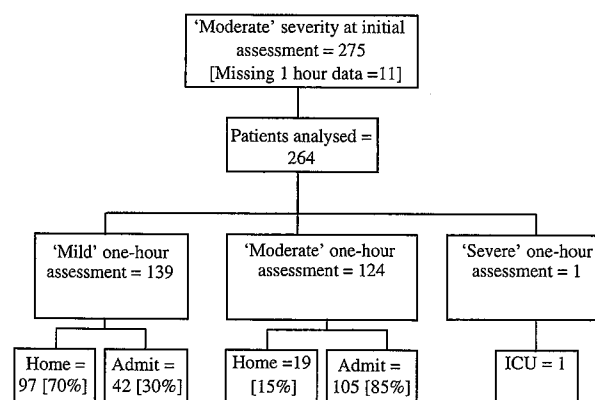 ‘Moderate’ severity at initial
assessment = 275
[Missing 1 hour data =11]
Patients analysed =
264
‘Mild’ one-hour
assessment = 139
‘Moderate’ one-hour
assessment = 124
‘Severe’ one-hour
assessment = 1
Home =
97 [70%]
Admit =
42 [30%]
Home =19
[15%]
Admit =
105 [85%]
ICU = 1